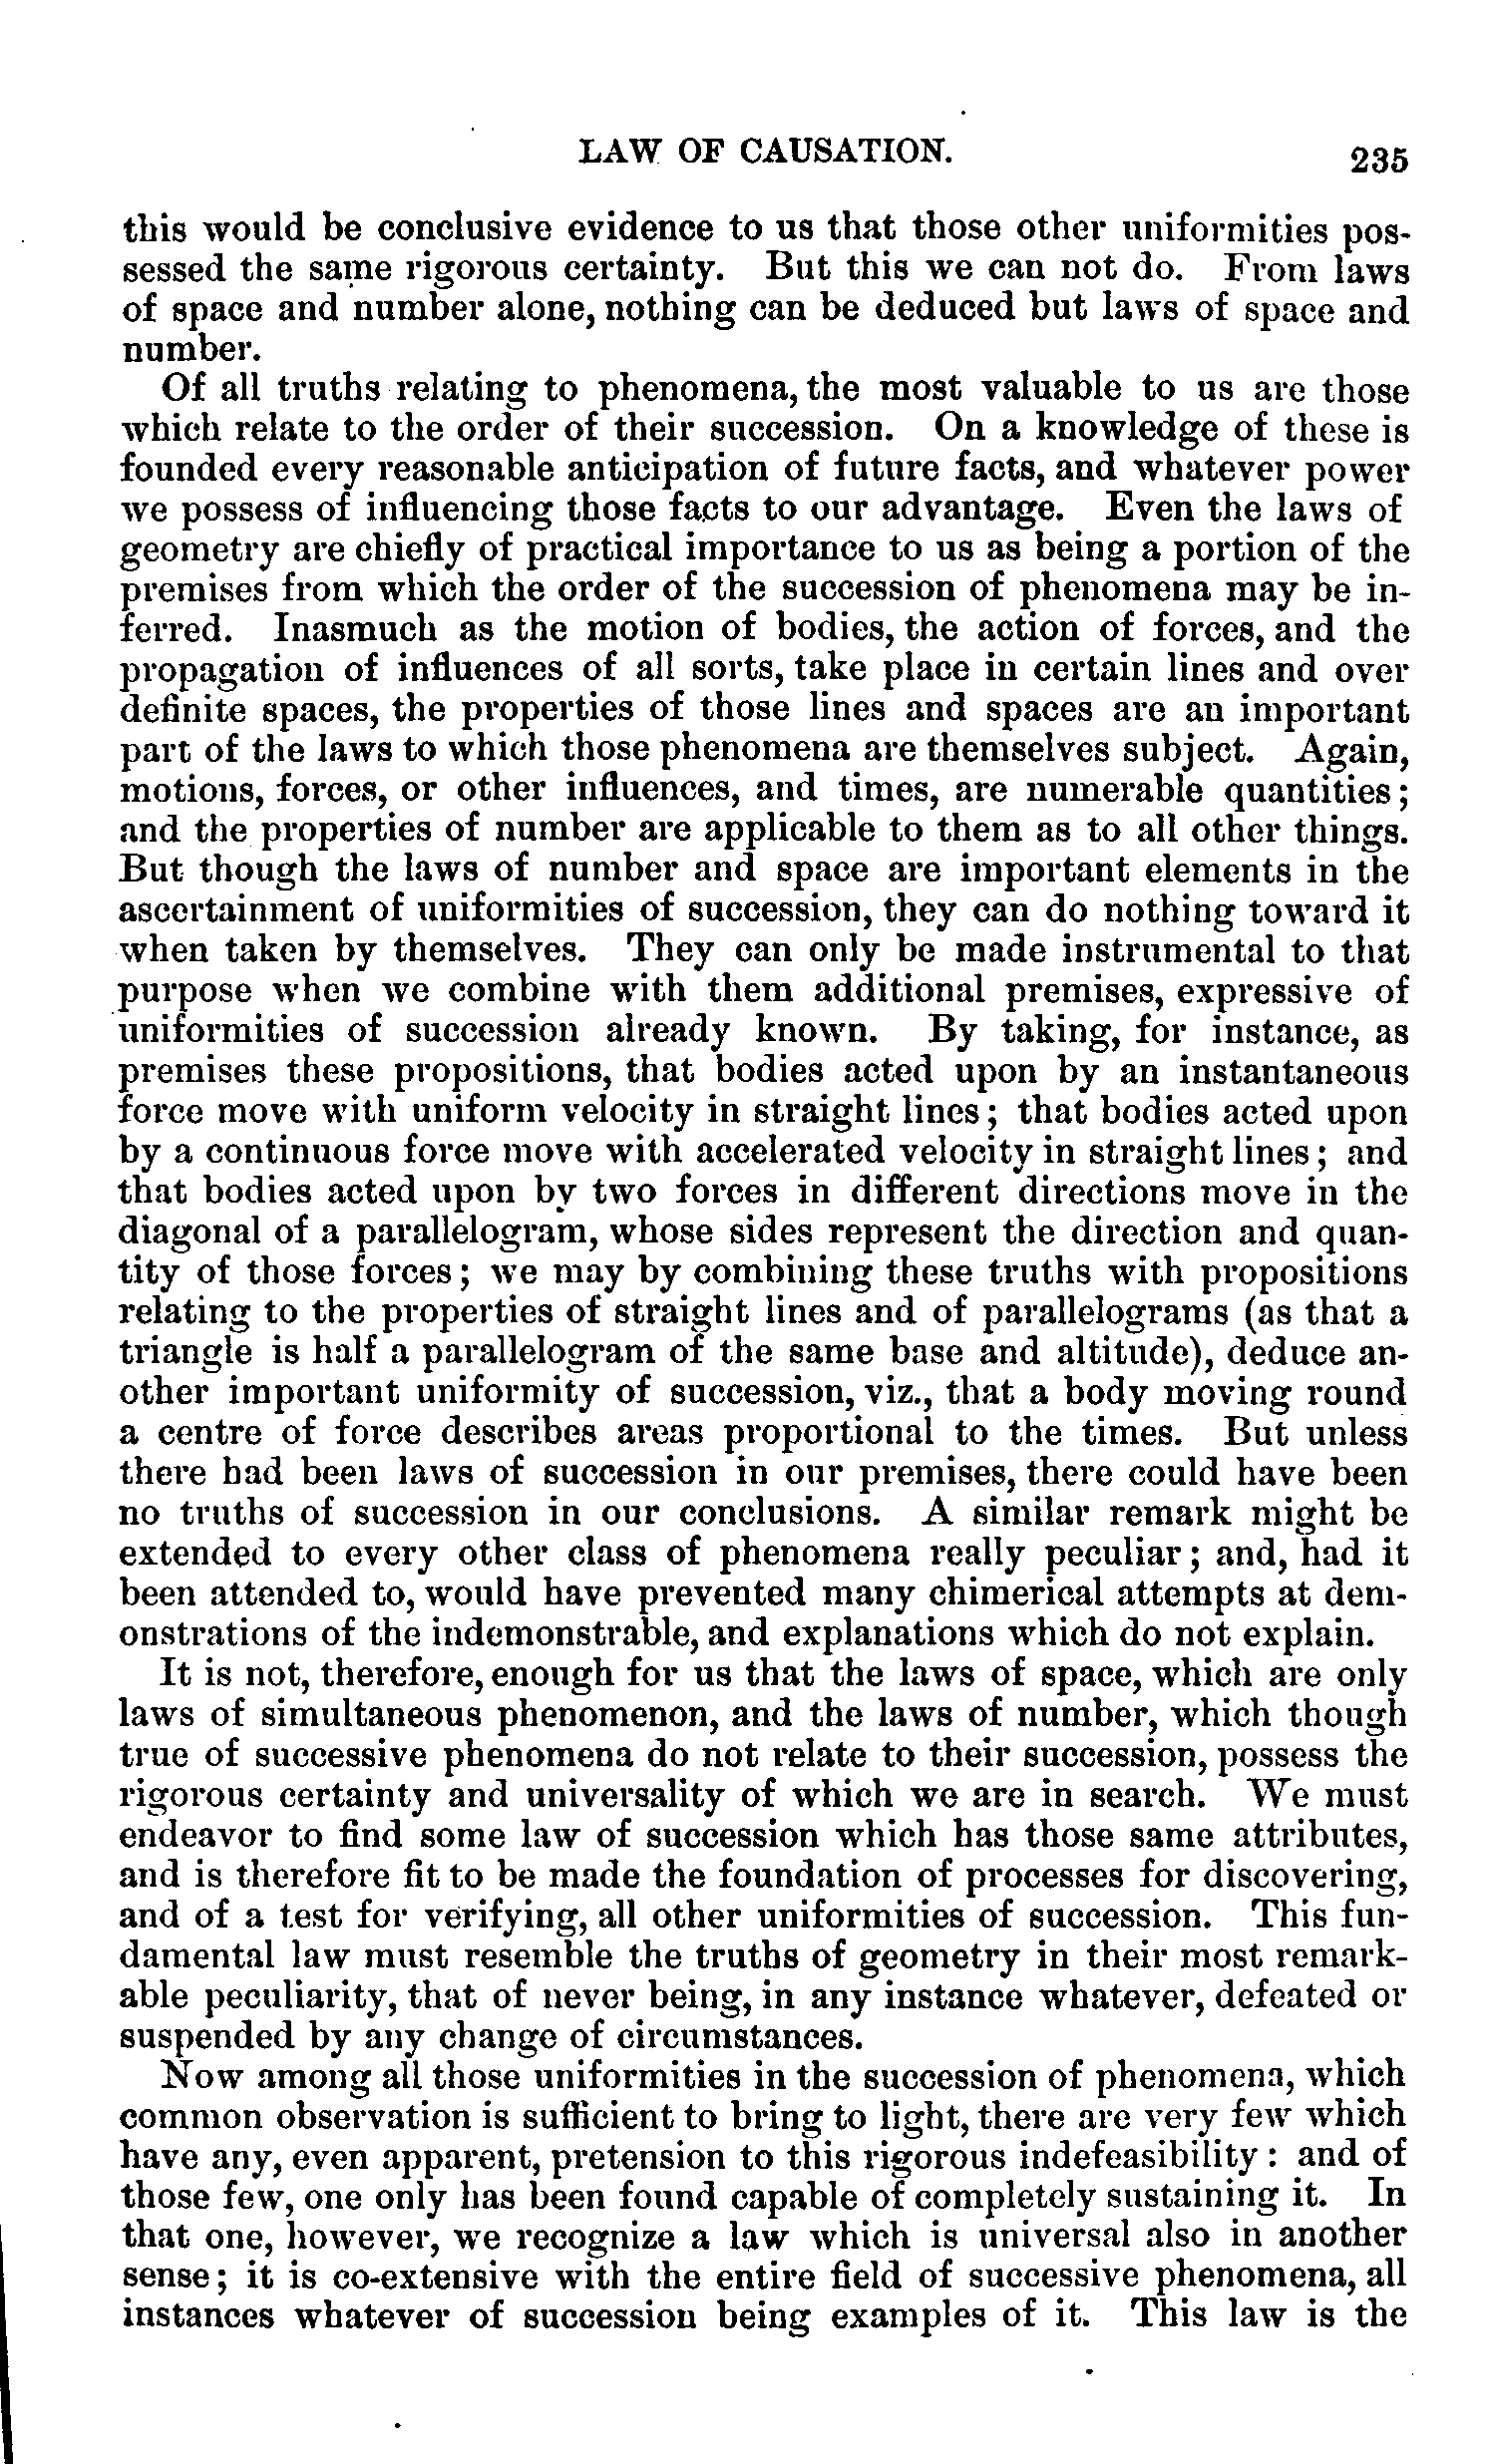 LAW OF CAUSATION. 235
this would be conclusive evidence to us that those other uniformities pos-
sessed the same rigorous certainty. But this we can not do. From laws
of space and number alone, nothing can be deduced but laws of space and
number.
Of all truths relating to phenomena, the most valuable to us are those
which relate to the order of their succession. On a knowledge of these is
founded every reasonable anticipation of future facts, and whatever power
we possess of influencing those facts to our advantage. Even the laws of
geometry are chiefly of practical importance to us as being a portion of the
premises from which the order of the succession of phenomena may be in-
ferred. Inasmuch as the motion of bodies, the action of forces, and the
propagation of influences of all sorts, take place in certain lines and over
definite spaces, the properties of those lines and spaces are an important
part of the laws to which those phenomena are themselves subject. Again,
motions, forces, or other influences, and times, are numerable quantities;
and the properties of number are applicable to them as to all other things.
But though the laws of number and space are important elements in the
ascertainment of uniformities of succession, they can do nothing toward it
when taken by themselves. They can only be made instrumental to that
purpose when we combine with them additional premises, expressive of
uniformities of succession already known. By taking, for instance, as
premises these propositions, that bodies acted upon by an instantaneous
force move with uniform velocity in straight lines; that bodies acted upon
by a continuous force move with accelerated velocity in straight lines; and
that bodies acted upon by two forces in different directions move in the
diagonal of a parallelogram, whose sides represent the direction and quan-
tity of those forces; we may by combining these truths with propositions
relating to the properties of straight lines and of parallelograms (as that a
triangle is half a parallelogram of the same base and altitude), deduce an-
other important uniformity of succession, viz., that a body moving round
a centre of force describes areas proportional to the times. But unless
there had been laws of succession in our premises, there could have been
no truths of succession in our conclusions. A similar remark might be
extended to every other class of phenomena really peculiar; and, had it
been attended to, would have prevented many chimerical attempts at dem-
onstrations of the indemonstrable, and explanations which do not explain.
It is not, therefore, enough for us that the laws of space, which are only
laws of simultaneous phenomenon, and the laws of number, which though
true of successive phenomena do not relate to their succession, possess the
rigorous certainty and universality of which we are in search. We must
endeavor to find some law of succession which has those same attributes,
and is therefore fit to be made the foundation of processes for discovering,
and of a test for verifying, all other uniformities of succession. This fun-
damental law must resemble the truths of geometry in their most remark-
able peculiarity, that of never being, in any instance whatever, defeated or
suspended by any change of circumstances.
Now among all those uniformities in the succession of phenomena, which
common observation is sufficient to bring to light, there are very few which
have any, even apparent, pretension to this rigorous indefeasibility: and of
those few, one only has been found capable of completely sustaining it. In
that one, however, we recognize a law which is universal also in another
sense; it is co-extensive with the entire field of successive phenomena, all
instances whatever of succession being examples of it. This law is the